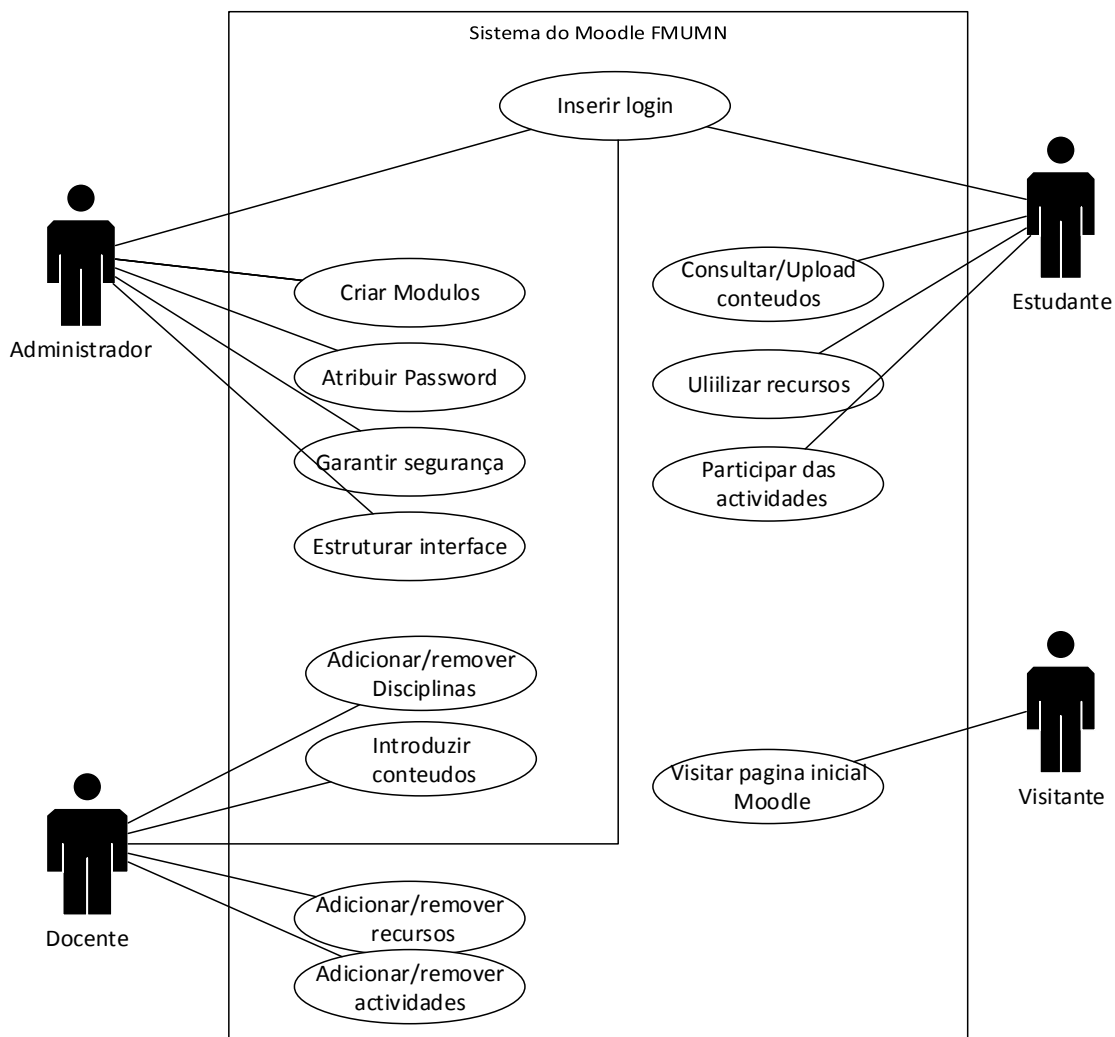 Sistema do Moodle FMUMN
Inserir login
Administrador
Criar Modulos
Atribuir Password
Garantir segurança
Estruturar interface
Consultar/Upload
conteudos
Estudante
Uliilizar recursos
Participar das
actividades
Adicionar/remover
Disciplinas
Introduzir
conteudos
Docente
Adicionar/remover
recursos
Adicionar/remover
actividades
Visitar pagina inicial
Moodle
Visitante